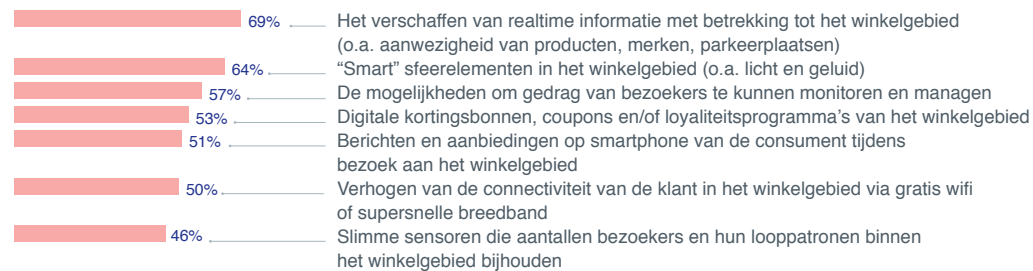 69% Het verschaffen van realtime informatie met betrekking tot het winkelgebied
(o.a. aanwezigheid van producten, merken, parkeerplaatsen)
64% “Smart” sfeerelementen in het winkelgebied (o.a. licht en geluid)
57% De mogelijkheden om gedrag van bezoekers te kunnen monitoren en managen
53% Digitale kortingsbonnen, coupons en/of loyaliteitsprogramma’s van het winkelgebied
51% Berichten en aanbiedingen op smartphone van de consument tijdens
bezoek aan het winkelgebied
50% Verhogen van de connectiviteit van de klant in het winkelgebied via gratis wifi
of supersnelle breedband
46% Slimme sensoren die aantallen bezoekers en hun looppatronen binnen
het winkelgebied bijhouden